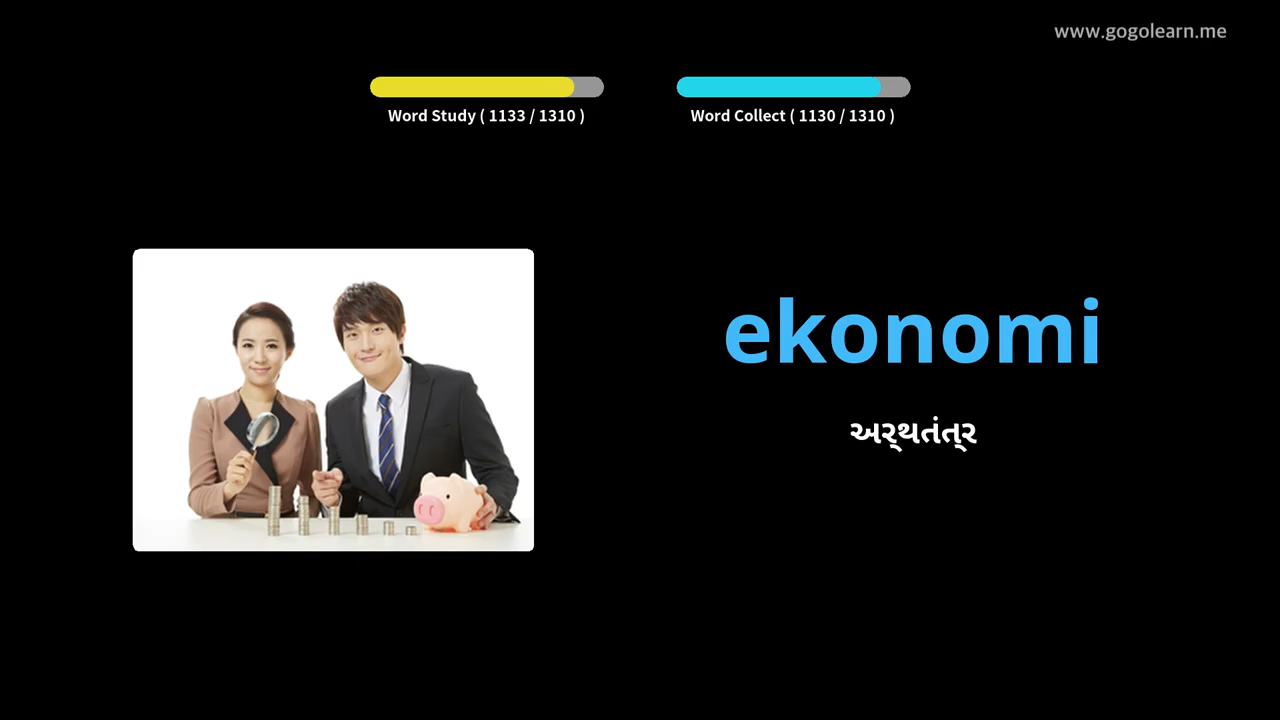 www.gogolearn.me
Word Study ( 1133 / 1310 )
Word Collect ( 1130 / 1310 )
ekonomi
અર્થતંત્ર